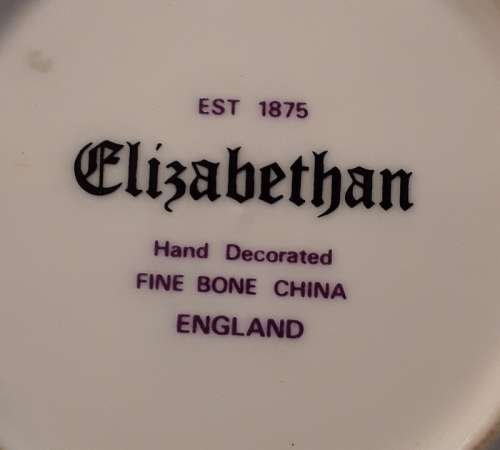 EST 1875
Elizabethan
Hand Decorated
FINE BONE CHINA
ENGLAND